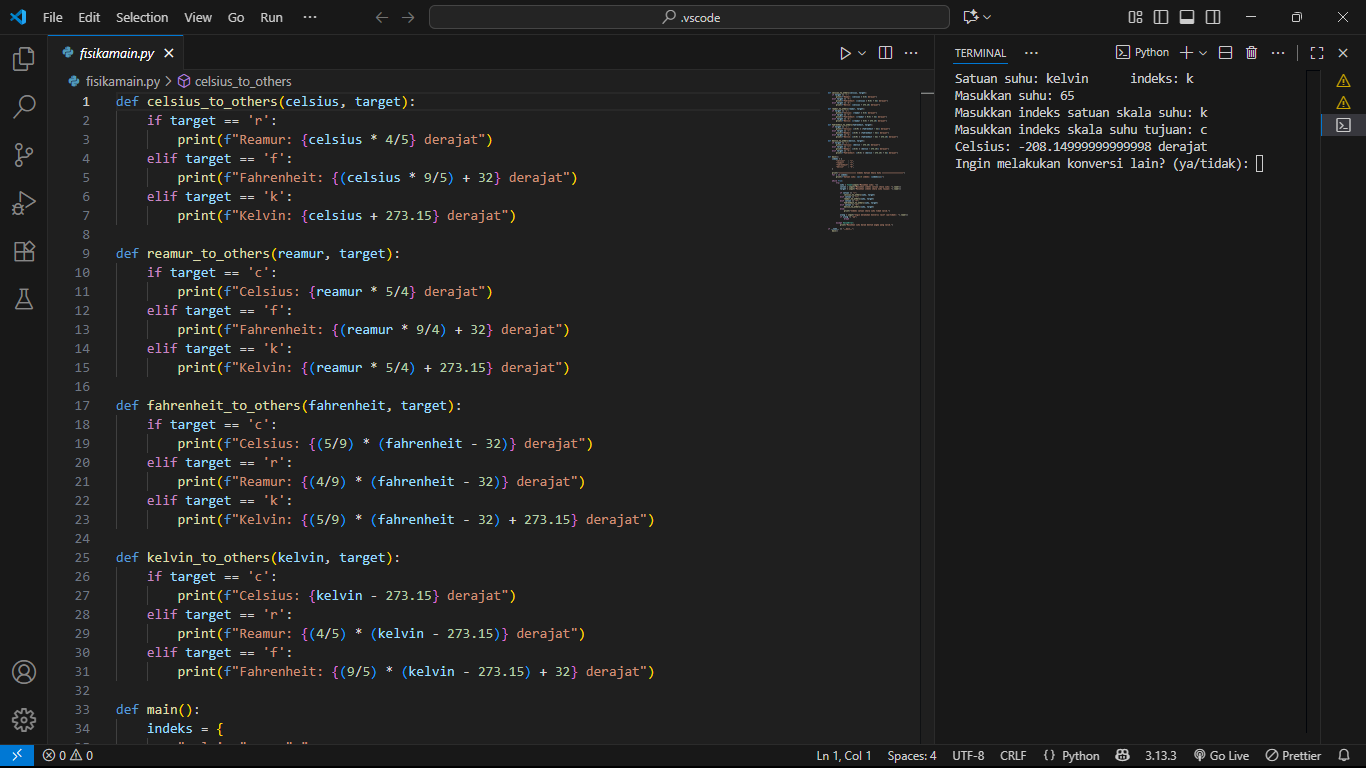 File Edit Selection View Go Run ···
.vscode
fisikamain.py
fisikamain.py > celsius_to_others
1 def celsius_to_others(celsius, target):
2     if target == 'r':
3         print(f"Reamur: {celsius * 4/5} derajat")
4     elif target == 'f':
5         print(f"Fahrenheit: {(celsius * 9/5) + 32} derajat")
6     elif target == 'k':
7         print(f"Kelvin: {celsius + 273.15} derajat")
8
9 def reamur_to_others(reamur, target):
10     if target == 'c':
11         print(f"Celsius: {reamur * 5/4} derajat")
12     elif target == 'f':
13         print(f"Fahrenheit: {(reamur * 9/4) + 32} derajat")
14     elif target == 'k':
15         print(f"Kelvin: {(reamur * 5/4) + 273.15} derajat")
16
17 def fahrenheit_to_others(fahrenheit, target):
18     if target == 'c':
19         print(f"Celsius: {(5/9) * (fahrenheit - 32)} derajat")
20     elif target == 'r':
21         print(f"Reamur: {(4/9) * (fahrenheit - 32)} derajat")
22     elif target == 'k':
23         print(f"Kelvin: {(5/9) * (fahrenheit - 32) + 273.15} derajat")
24
25 def kelvin_to_others(kelvin, target):
26     if target == 'c':
27         print(f"Celsius: {kelvin - 273.15} derajat")
28     elif target == 'r':
29         print(f"Reamur: {(4/5) * (kelvin - 273.15)} derajat")
30     elif target == 'f':
31         print(f"Fahrenheit: {(9/5) * (kelvin - 273.15) + 32} derajat")
32
33 def main():
34     indeks = {
TERMINAL ··· Python
Satuan suhu: kelvin     indeks: k
Masukkan suhu: 65
Masukkan indeks satuan skala suhu: k
Masukkan indeks skala suhu tujuan: c
Celsius: -208.14999999999998 derajat
Ingin melakukan konversi lain? (ya/tidak):
0 0 Ln 1, Col 1 Spaces: 4 UTF-8 CRLF {} Python 3.13.3 Go Live Prettier